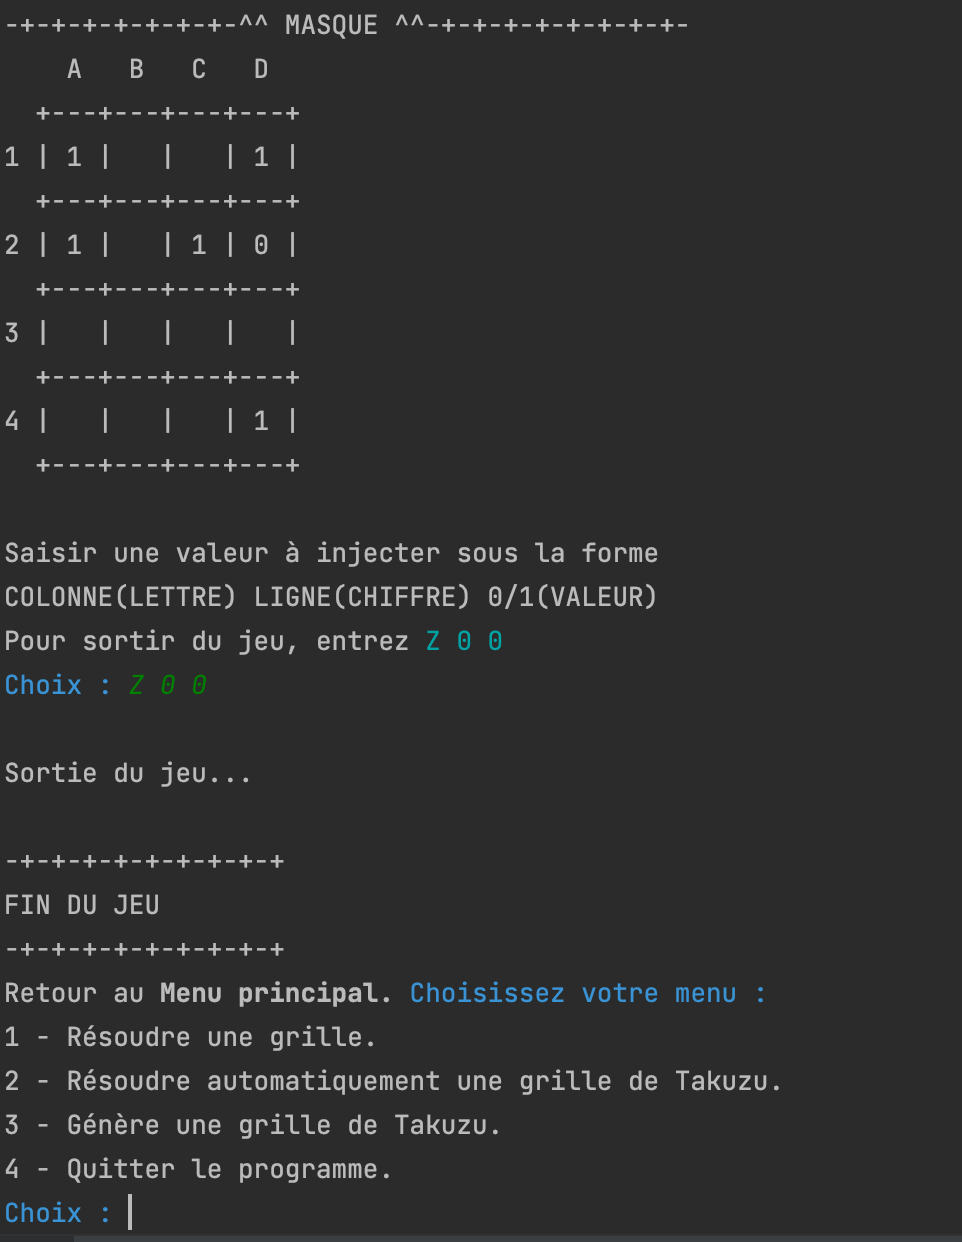 -+-+-+-+-+-+-+-^^ MASQUE ^^-+-+-+-+-+-+-+-+-
    A   B   C   D
  +---+---+---+---+
1 | 1 |   |   | 1 |
  +---+---+---+---+
2 | 1 |   | 1 | 0 |
  +---+---+---+---+
3 |   |   |   |   |
  +---+---+---+---+
4 |   |   |   | 1 |
  +---+---+---+---+
Saisir une valeur à injecter sous la forme
COLONNE(LETTRE) LIGNE(CHIFFRE) 0/1(VALEUR)
Pour sortir du jeu, entrez Z 0 0
Choix : Z 0 0
Sortie du jeu...
-+-+-+-+-+-+-+-+-+
FIN DU JEU
-+-+-+-+-+-+-+-+-+
Retour au Menu principal. Choisissez votre menu :
1 - Résoudre une grille.
2 - Résoudre automatiquement une grille de Takuzu.
3 - Génère une grille de Takuzu.
4 - Quitter le programme.
Choix :